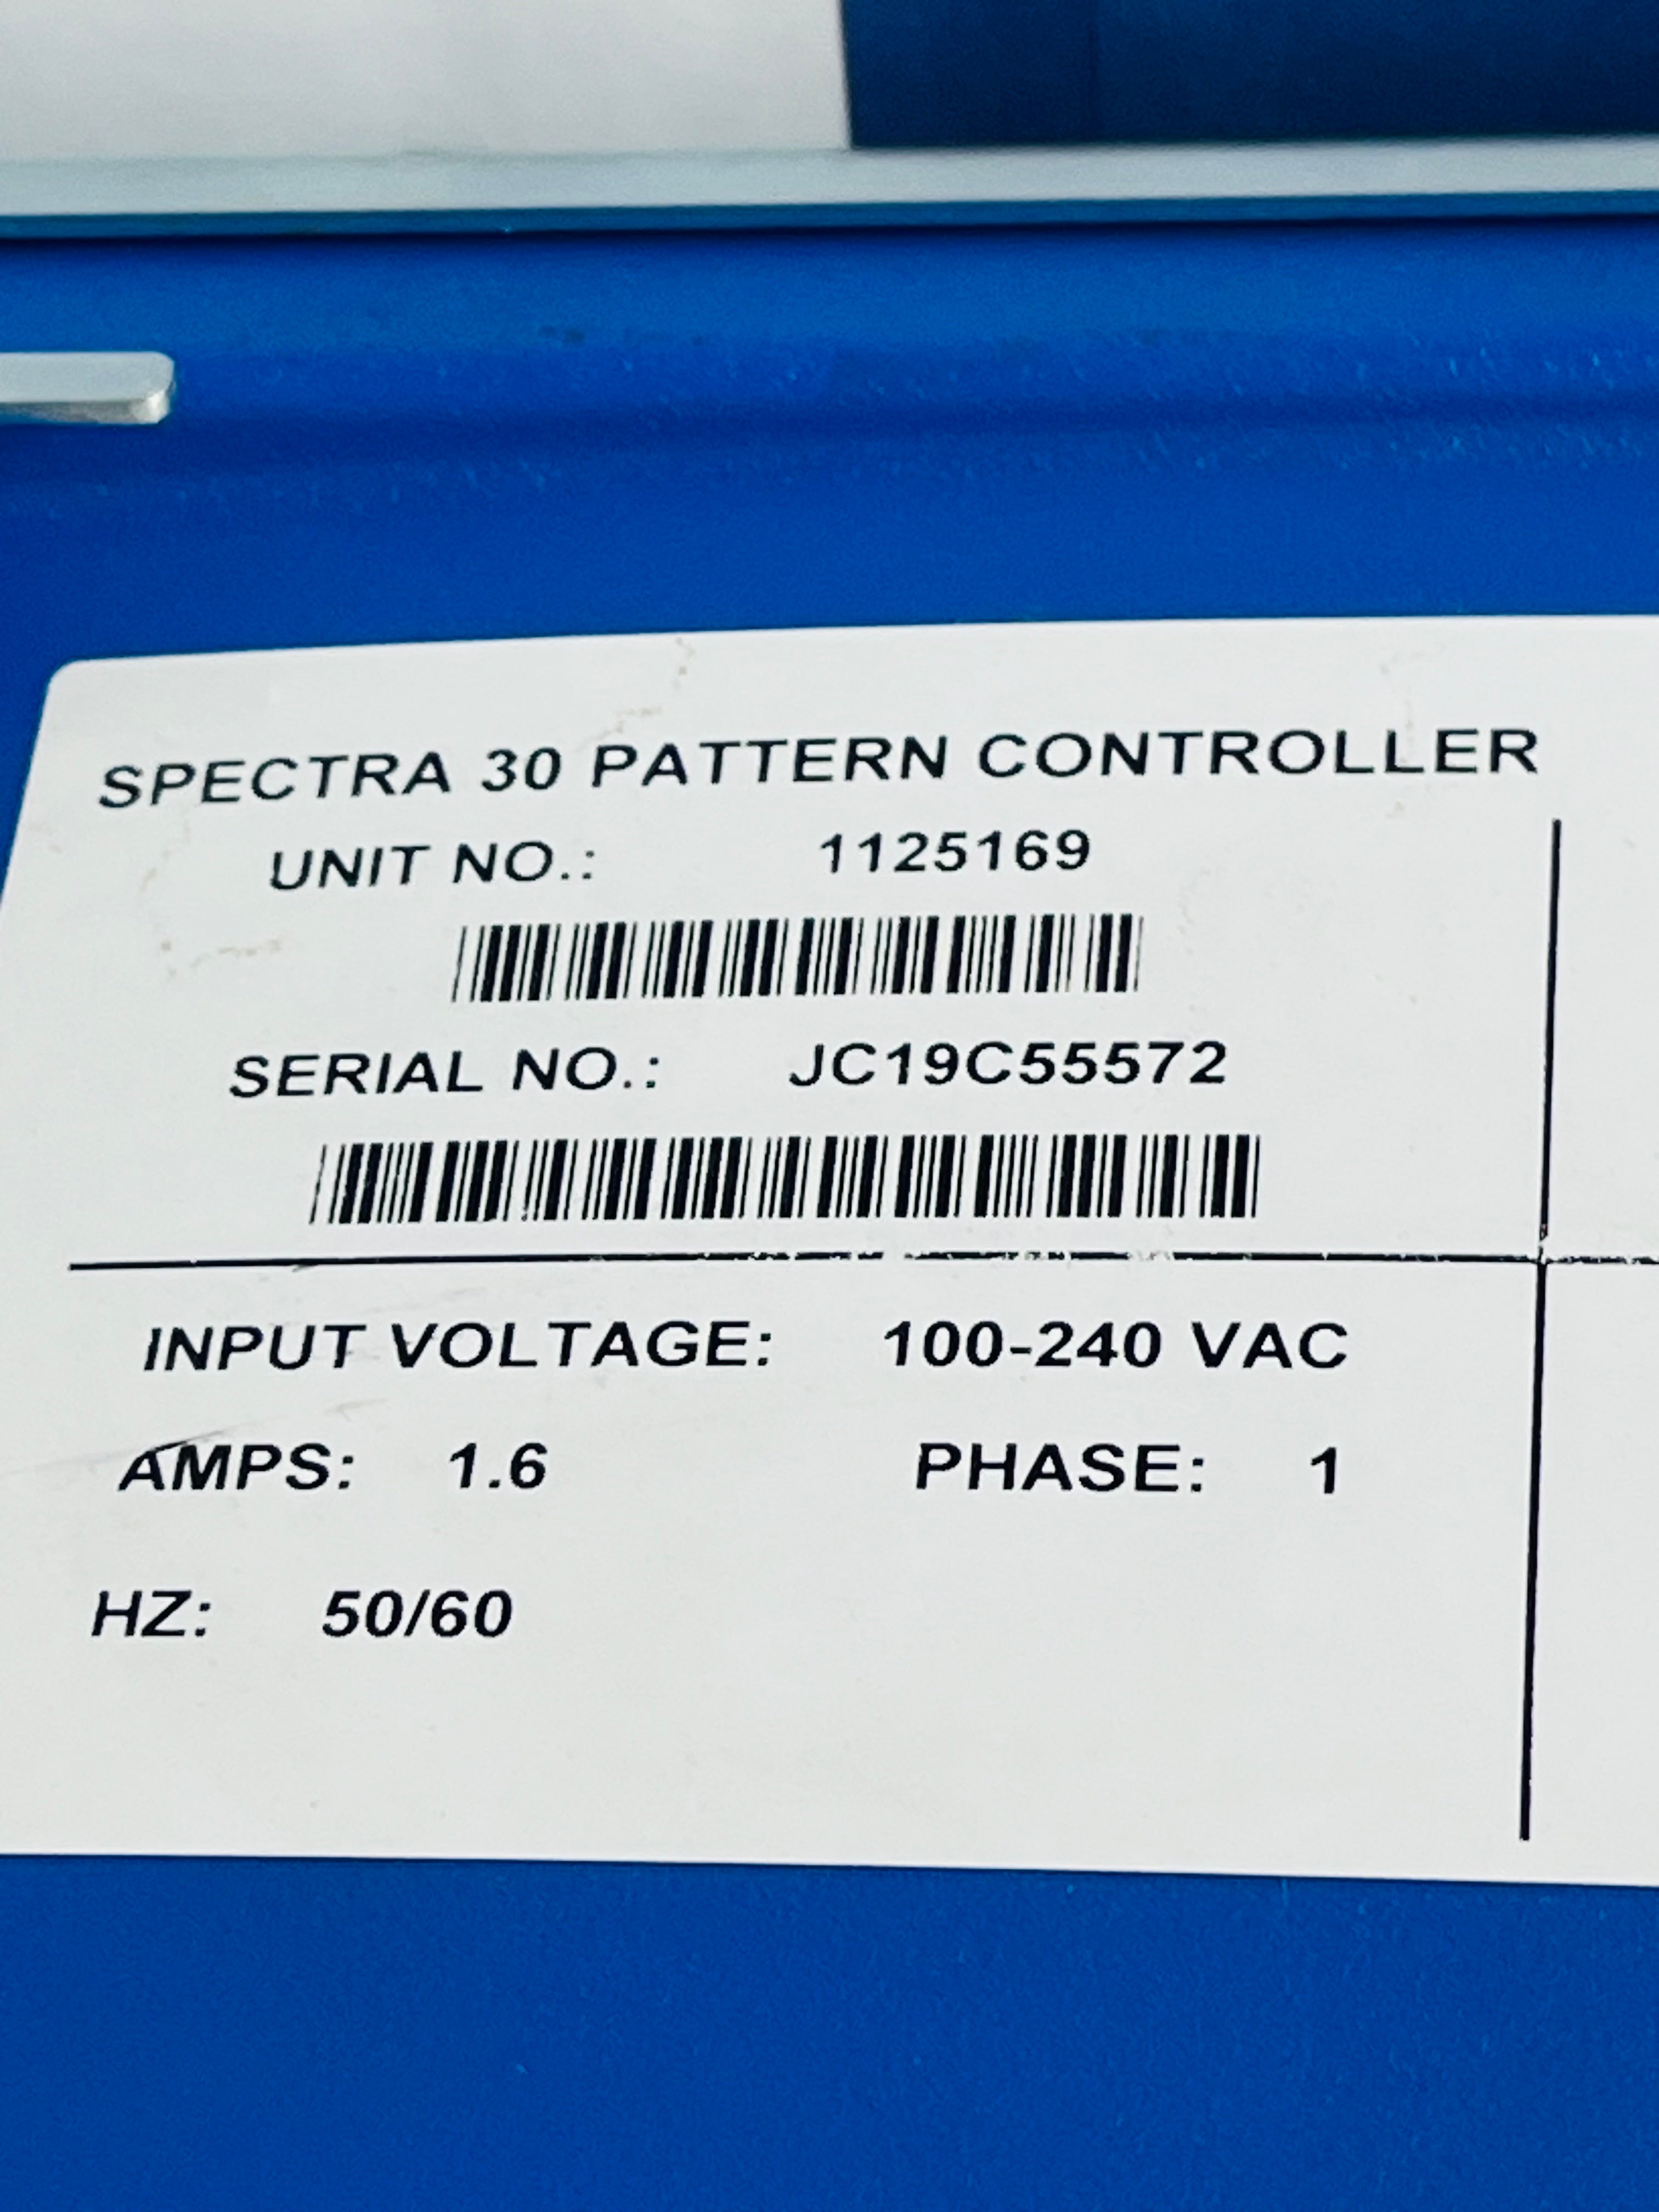 SPECTRA 30 PATTERN CONTROLLER
UNIT NO.: 1125169
SERIAL NO.: JC19C55572
INPUT VOLTAGE: 100-240 VAC
AMPS: 1.6 PHASE: 1
HZ: 50/60